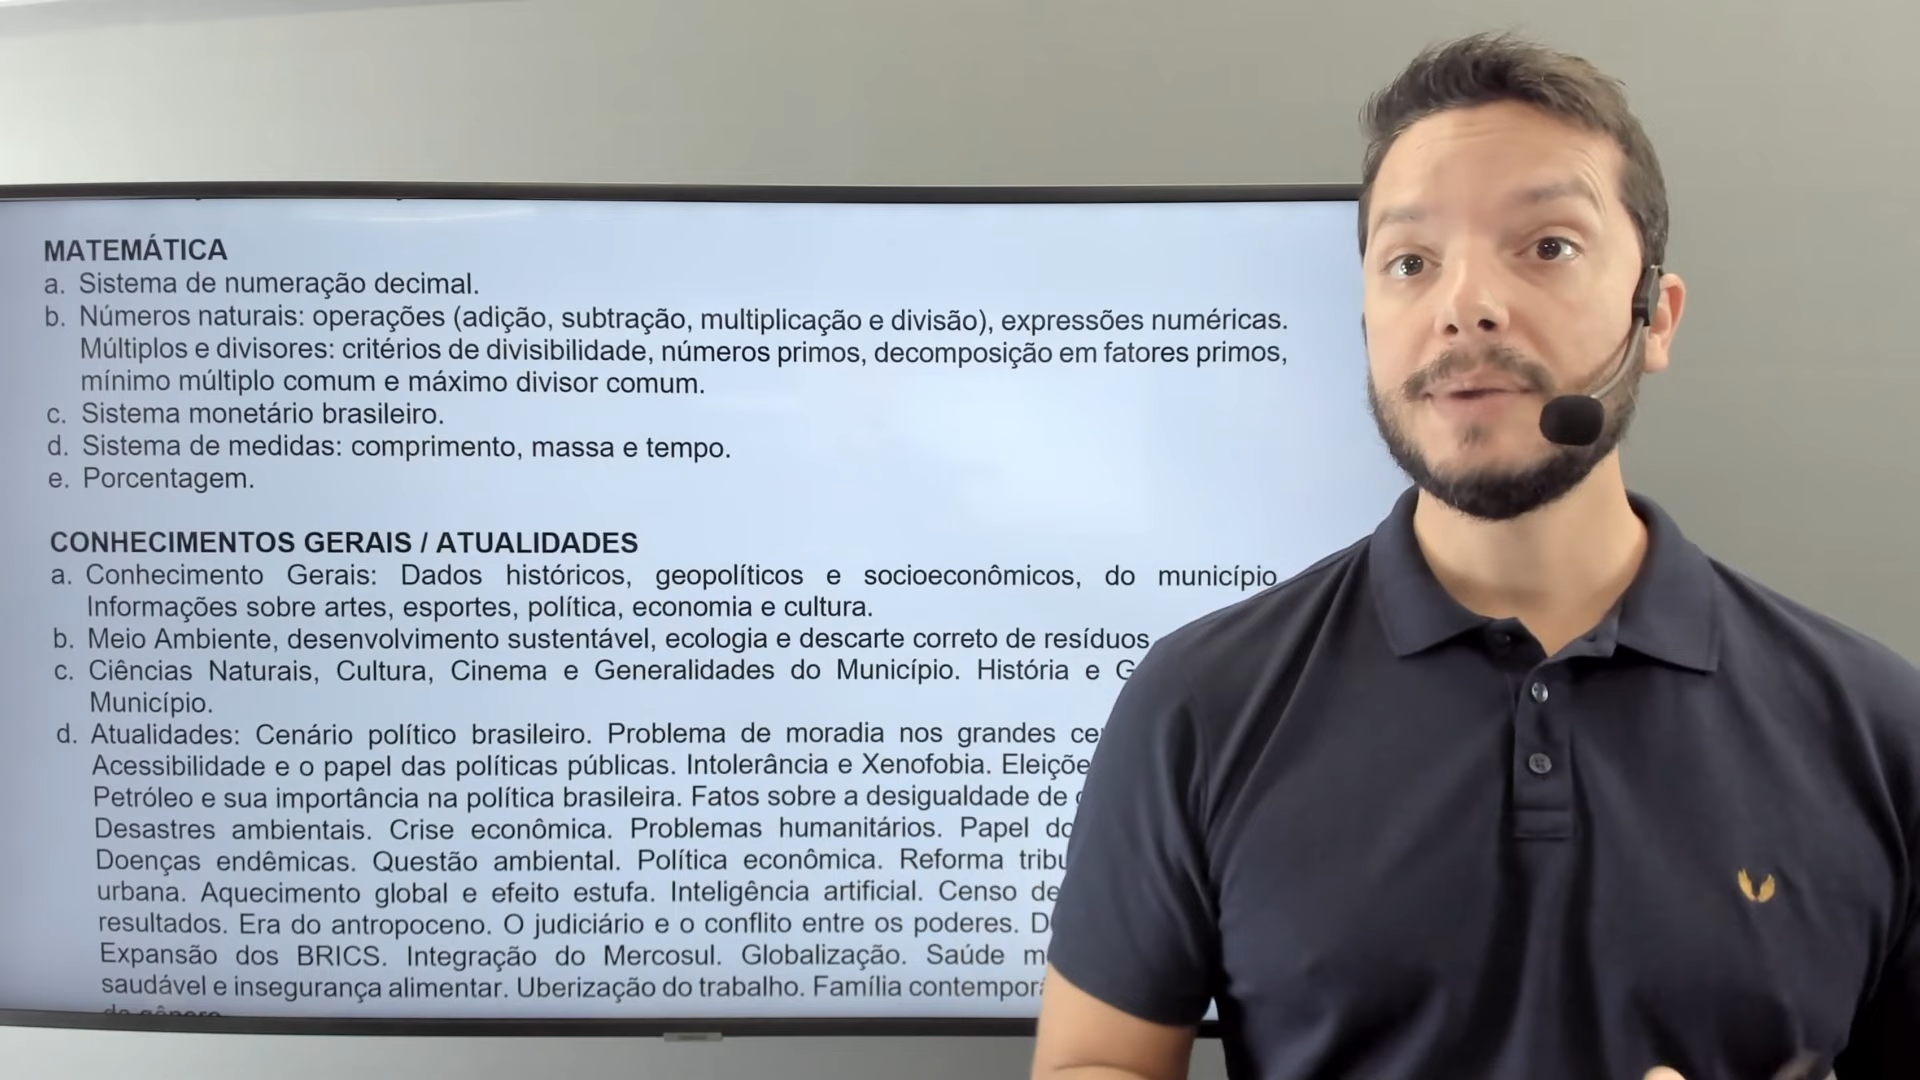 MATEMÁTICA
a. Sistema de numeração decimal.
b. Números naturais: operações (adição, subtração, multiplicação e divisão), expressões numéricas.
Múltiplos e divisores: critérios de divisibilidade, números primos, decomposição em fatores primos,
mínimo múltiplo comum e máximo divisor comum.
c. Sistema monetário brasileiro.
d. Sistema de medidas: comprimento, massa e tempo.
e. Porcentagem.
CONHECIMENTOS GERAIS / ATUALIDADES
a. Conhecimento Gerais: Dados históricos, geopolíticos e socioeconômicos, do município
Informações sobre artes, esportes, política, economia e cultura.
b. Meio Ambiente, desenvolvimento sustentável, ecologia e descarte correto de resíduos
c. Ciências Naturais, Cultura, Cinema e Generalidades do Município. História e G
Município.
d. Atualidades: Cenário político brasileiro. Problema de moradia nos grandes ce
Acessibilidade e o papel das políticas públicas. Intolerância e Xenofobia. Eleiçõe
Petróleo e sua importância na política brasileira. Fatos sobre a desigualdade de
Desastres ambientais. Crise econômica. Problemas humanitários. Papel do
Doenças endêmicas. Questão ambiental. Política econômica. Reforma tribu
urbana. Aquecimento global e efeito estufa. Inteligência artificial. Censo de
resultados. Era do antropoceno. O judiciário e o conflito entre os poderes. D
Expansão dos BRICS. Integração do Mercosul. Globalização. Saúde m
saudável e insegurança alimentar. Uberização do trabalho. Família contempor